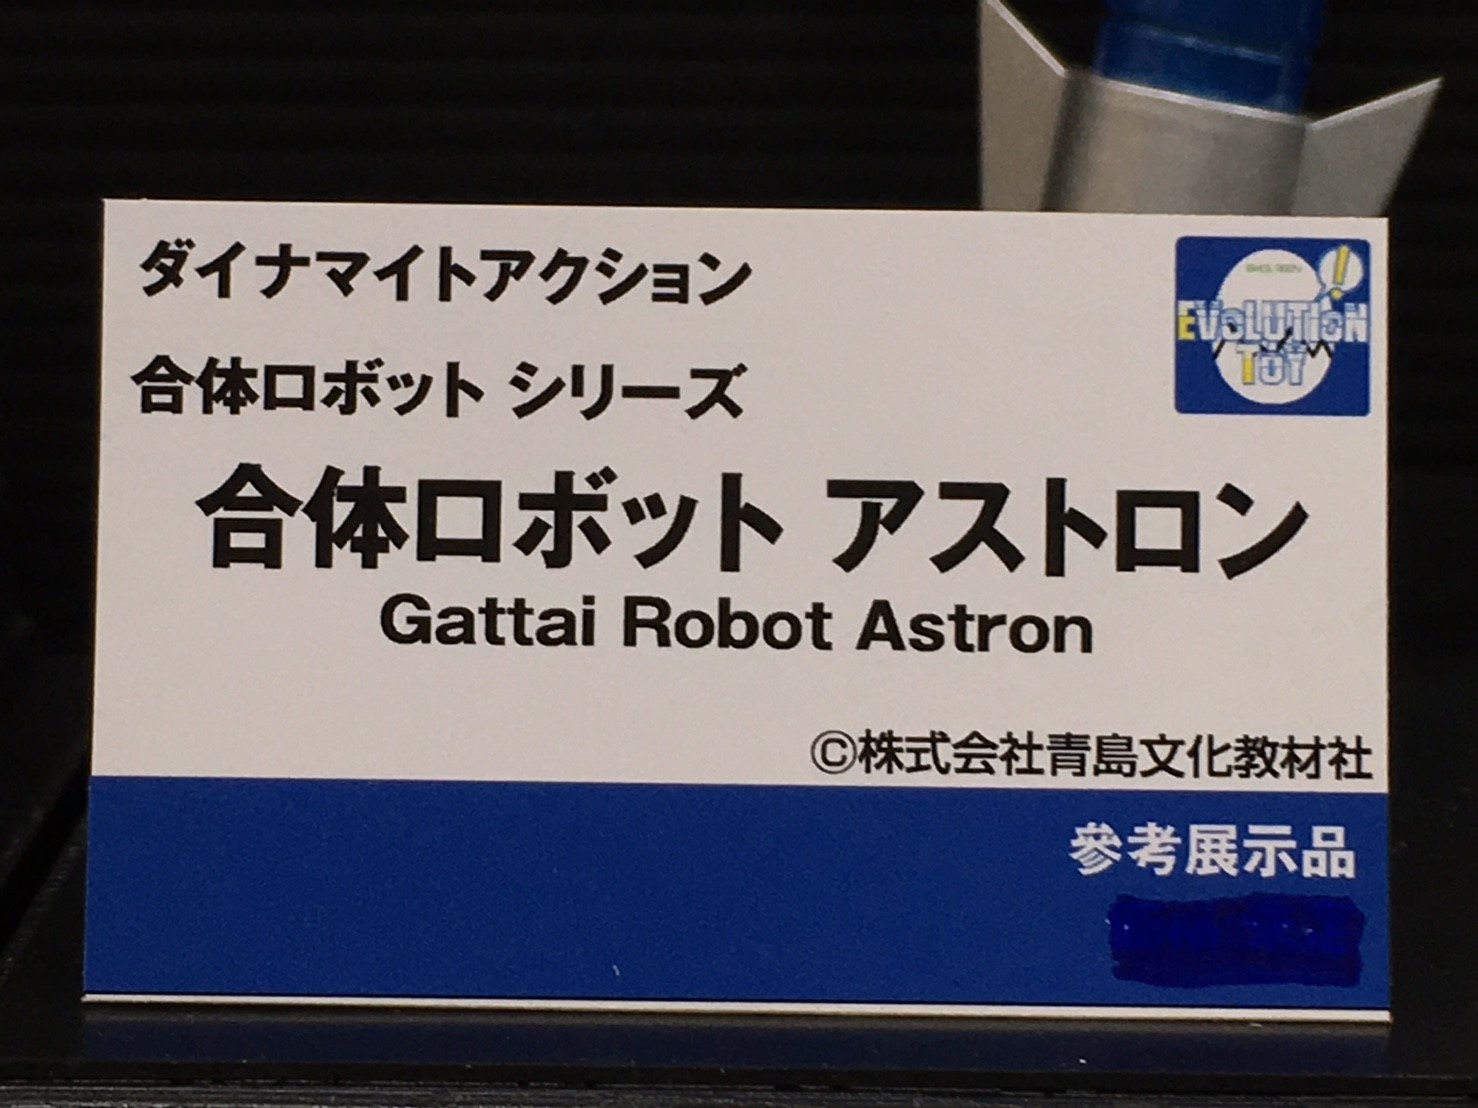 ダイナマイトアクション
合体ロボット シリーズ
EVOLUTION
TOY
合体ロボット アストロン
Gattai Robot Astron
©株式会社青島文化教材社
參考展示品